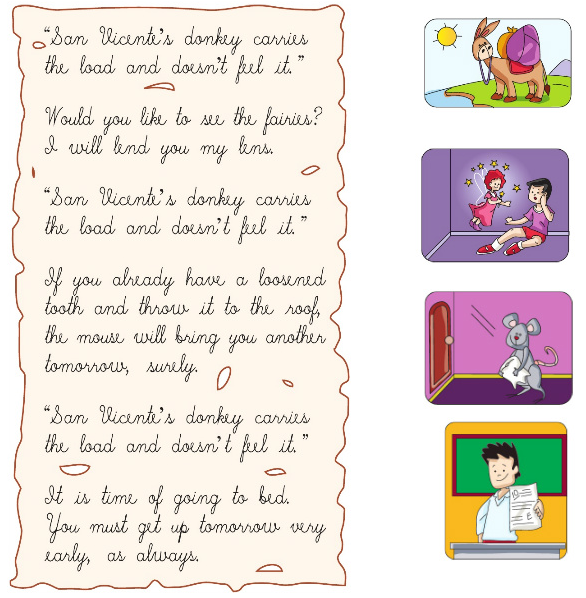 “San Vicente’s donkey carries
the load and doesn’t feel it.”
Would you like to see the fairies?
I will lend you my lens.
“San Vicente’s donkey carries
the load and doesn’t feel it.”
If you already have a loosened
tooth and throw it to the roof,
the mouse will bring you another
tomorrow, surely.
“San Vicente’s donkey carries
the load and doesn’t feel it.”
It is time of going to bed.
You must get up tomorrow very
early, as always.